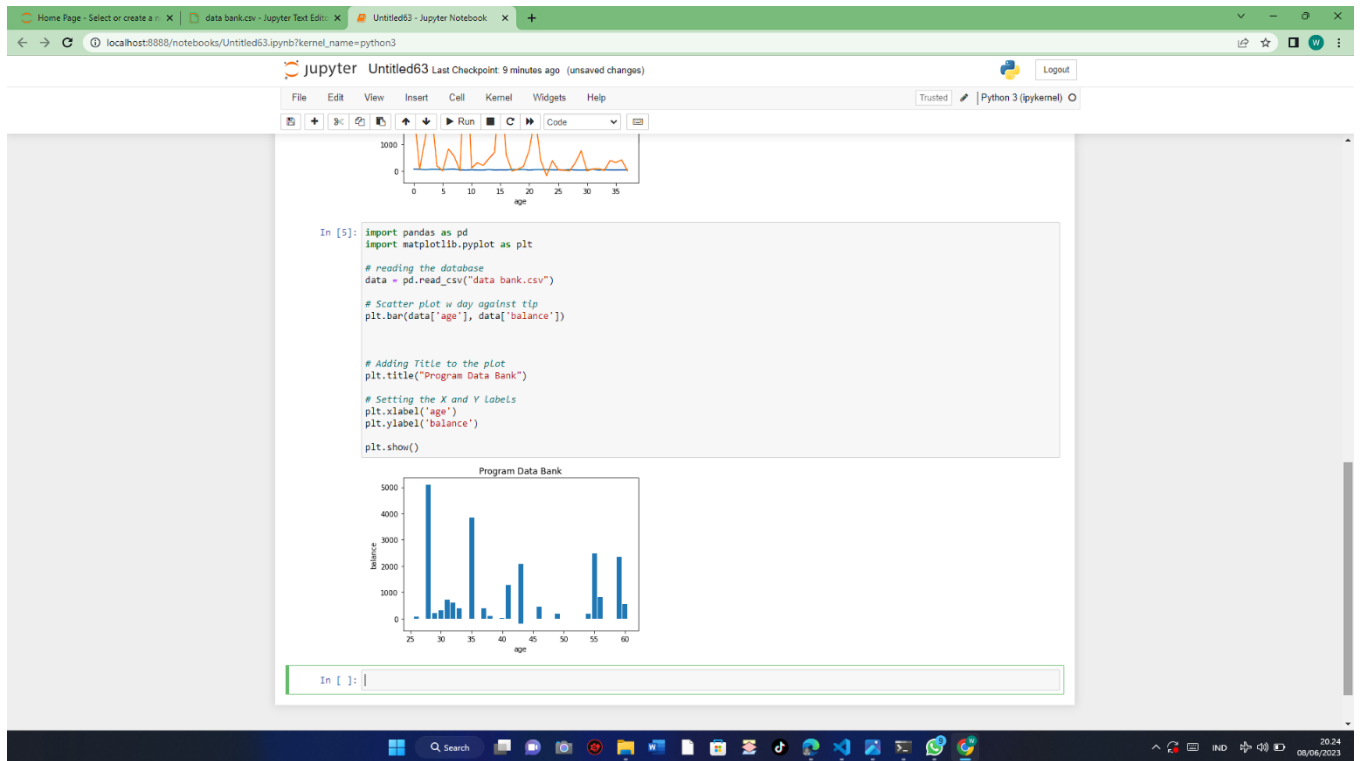 Home Page - Select or create a n
data bank.csv - Jupyter Text Edito
Untitled63 - Jupyter Notebook
localhost:8888/notebooks/Untitled63.ipynb?kernel_name=python3
W
jupyter Untitled63 Last Checkpoint: 9 minutes ago (unsaved changes)
Logout
File Edit View Insert Cell Kernel Widgets Help
Trusted Python 3 (ipykernel)
Run Code
1000
0
0 5 10 15 20 25 30 35
age
In [5]: import pandas as pd
import matplotlib.pyplot as plt
# reading the database
data = pd.read_csv("data bank.csv")
# Scatter plot w day against tip
plt.bar(data['age'], data['balance'])
# Adding Title to the plot
plt.title("Program Data Bank")
# Setting the X and Y labels
plt.xlabel('age')
plt.ylabel('balance')
plt.show()
Program Data Bank
5000
4000
3000
2000
1000
0
balance
25 30 35 40 45 50 55 60
age
In [ ]:
Search
IND
20.24
08/06/2023